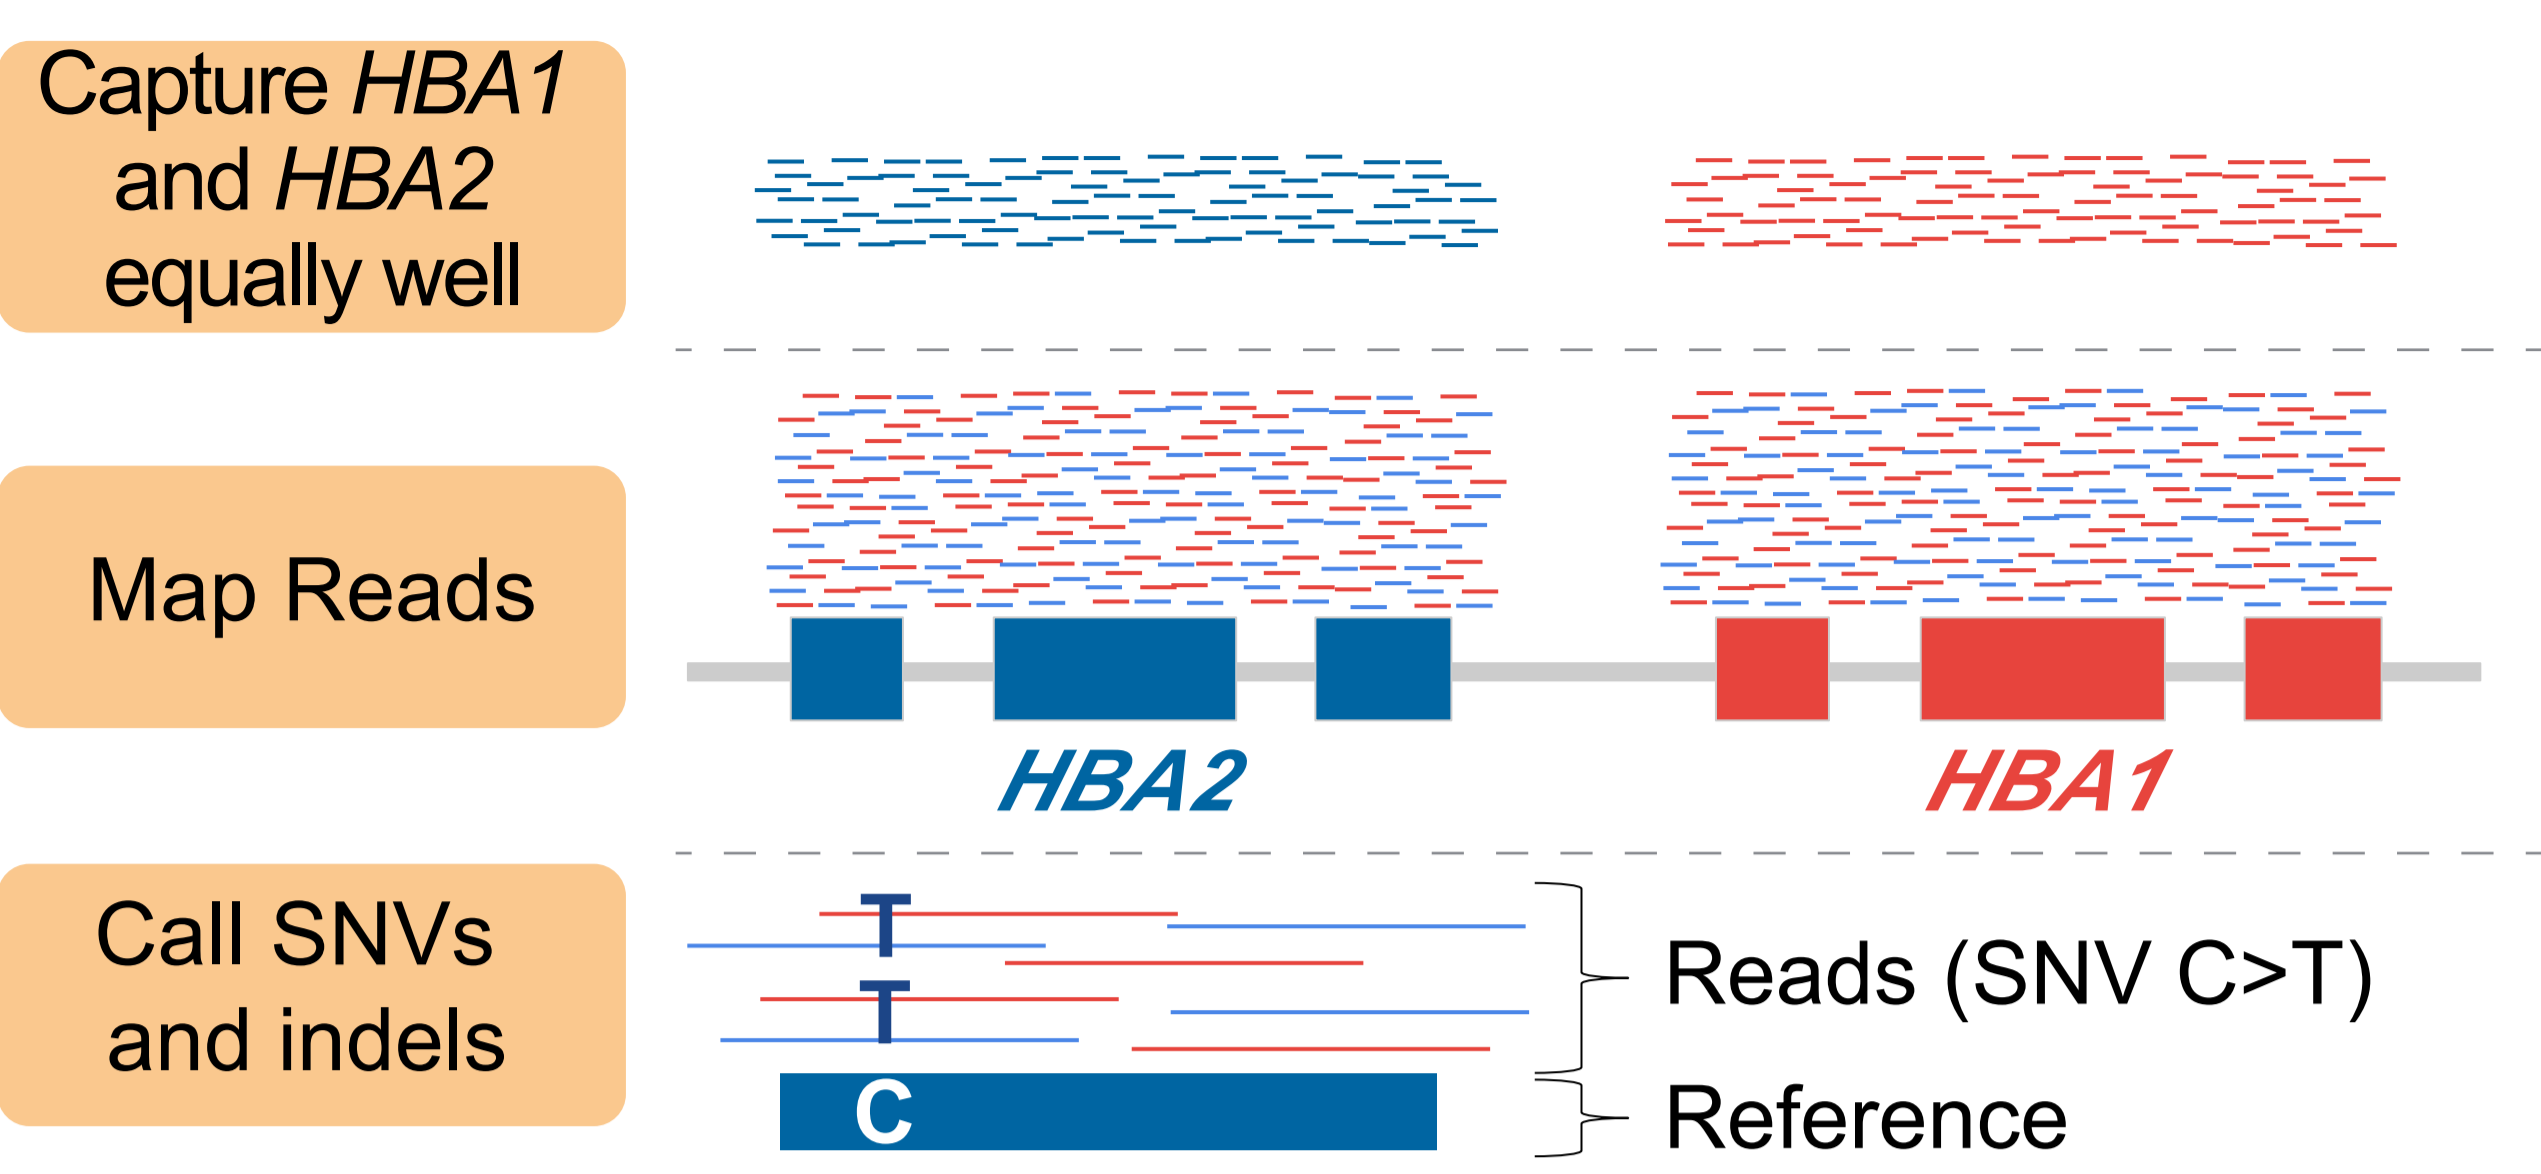 Capture HBA1
and HBA2
equally well
Map Reads
HBA2
HBA1
Call SNVs
and indels
T
T
C
Reads (SNV C>T)
Reference